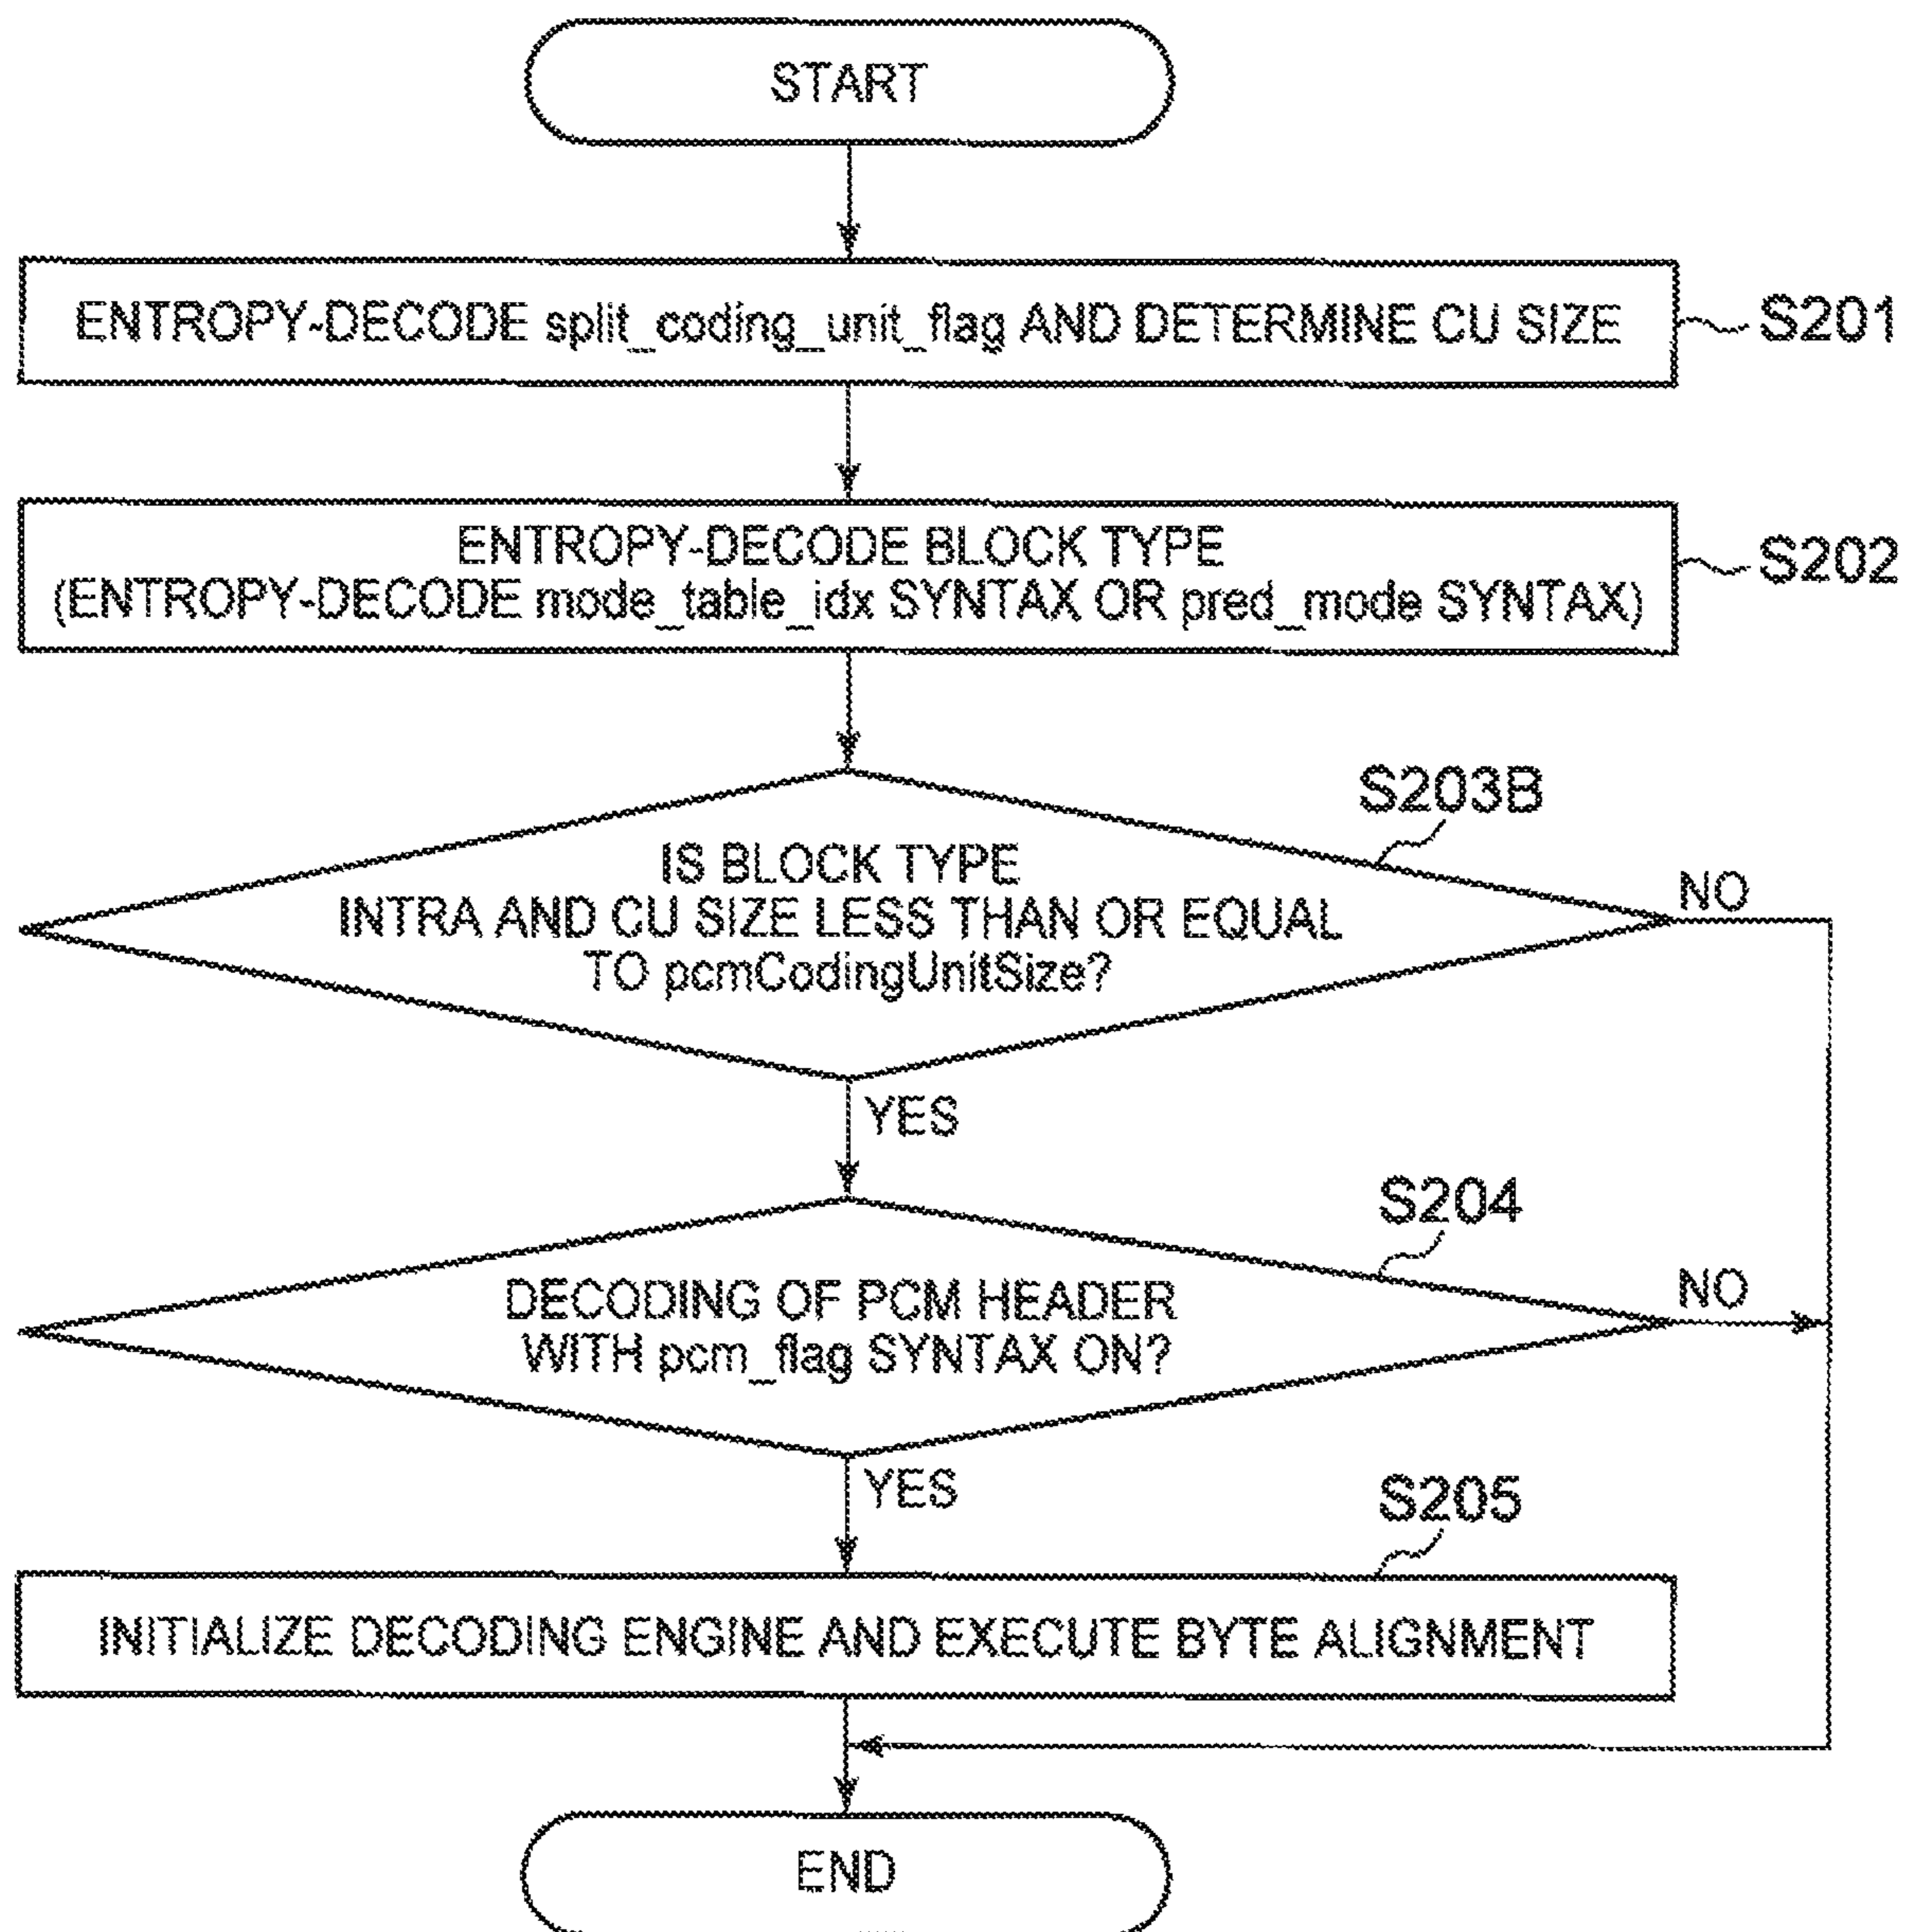 START
ENTROPY-DECODE split_coding_unit_flag AND DETERMINE CU SIZE
S201
ENTROPY-DECODE BLOCK TYPE
(ENTROPY-DECODE mode_table_idx SYNTAX OR pred_mode SYNTAX)
S202
S203B
IS BLOCK TYPE
INTRA AND CU SIZE LESS THAN OR EQUAL
TO pcmCodingUnitSize?
NO
YES
S204
DECODING OF PCM HEADER
WITH pcm_flag SYNTAX ON?
NO
YES
S205
INITIALIZE DECODING ENGINE AND EXECUTE BYTE ALIGNMENT
END